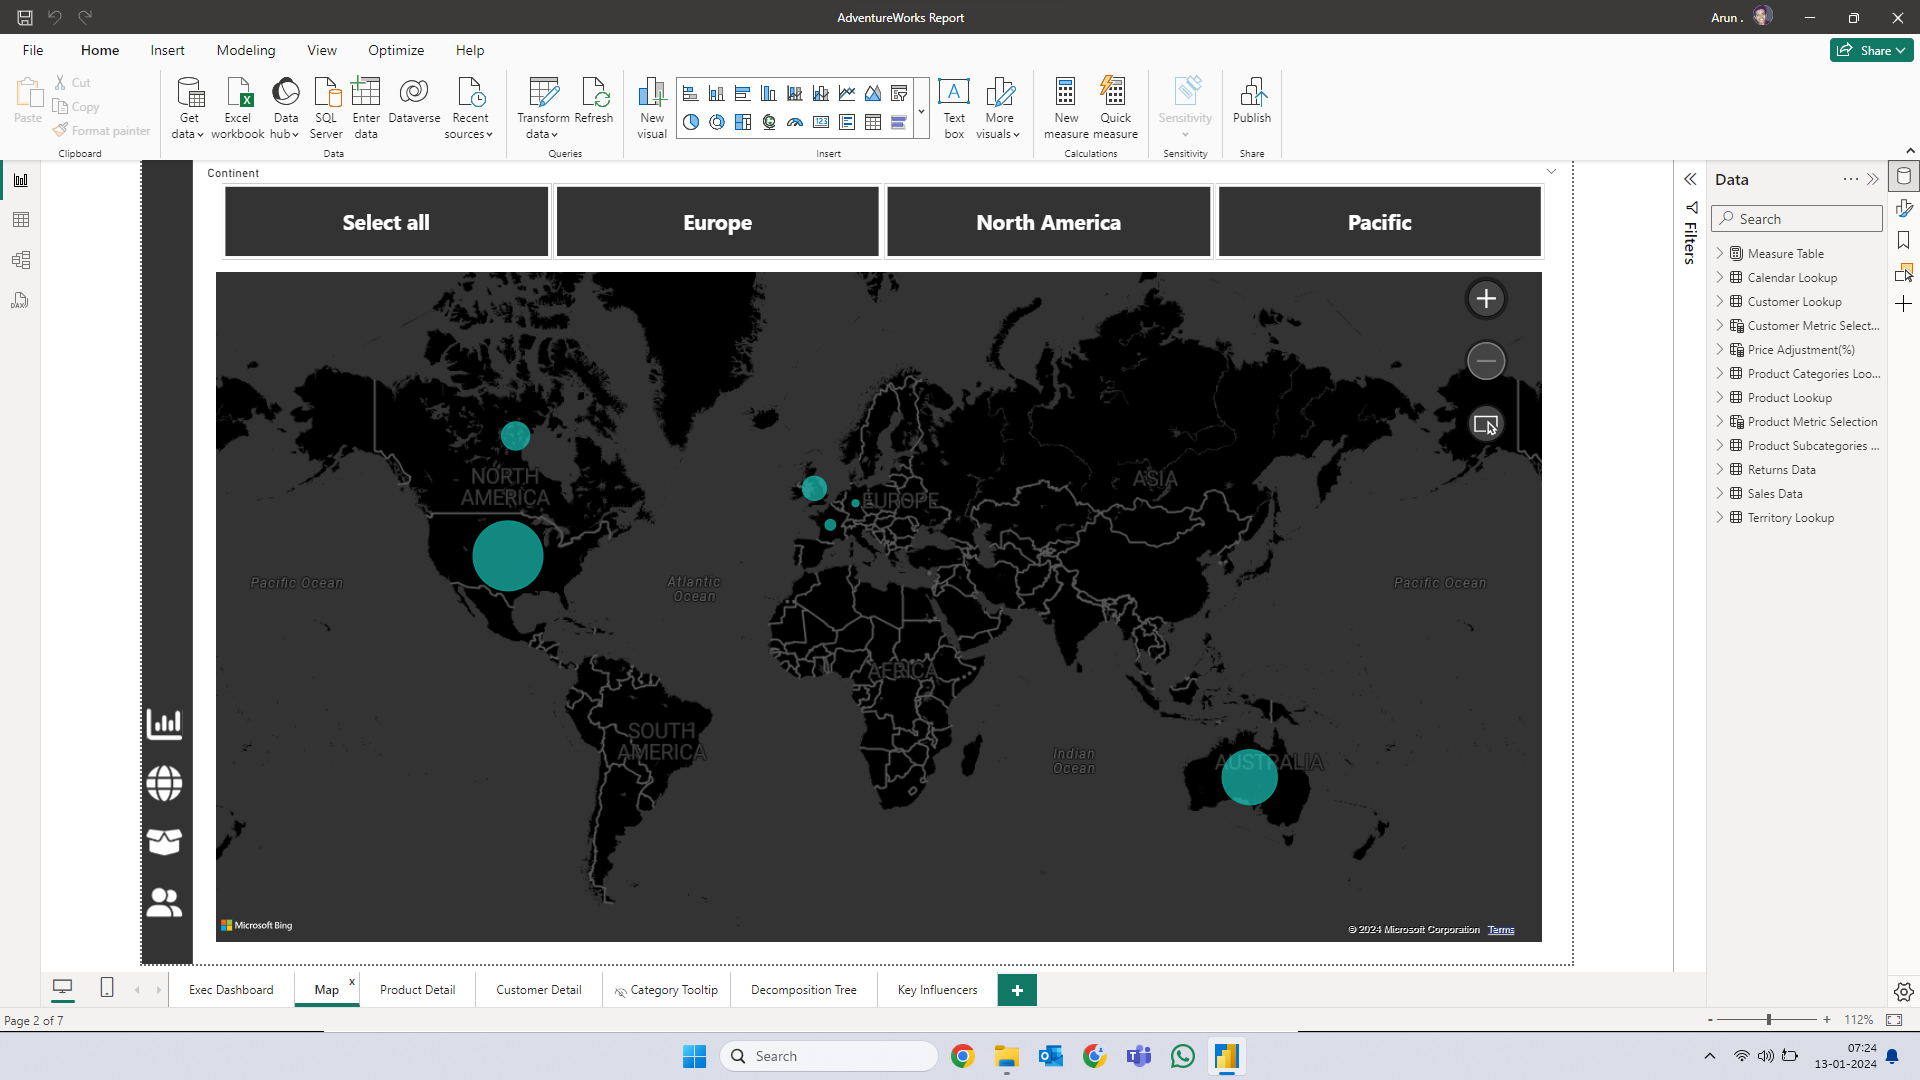 AdventureWorks Report
Arun .
File Home Insert Modeling View Optimize Help
Share
Paste
Cut
Copy
Format painter
Clipboard
Get data
Excel workbook
Data hub
SQL Server
Enter data
Dataverse
Recent sources
Data
Transform data
Refresh
Queries
New visual
123
Insert
A
Text box
More visuals
New measure
Quick measure
Calculations
Sensitivity
Sensitivity
Publish
Share
DAX
Continent
Select all
Europe
North America
Pacific
NORTH
AMERICA
EUROPE
ASIA
Pacific Ocean
Atlantic
Ocean
Pacific Ocean
AFRICA
SOUTH
AMERICA
Indian
Ocean
AUSTRALIA
Microsoft Bing
© 2024 Microsoft Corporation Terms
Filters
Data
Search
Measure Table
Calendar Lookup
Customer Lookup
Customer Metric Select...
Price Adjustment(%)
Product Categories Loo...
Product Lookup
Product Metric Selection
Product Subcategories ...
Returns Data
Sales Data
Territory Lookup
Exec Dashboard
Map x
Product Detail
Customer Detail
Category Tooltip
Decomposition Tree
Key Influencers
+
Page 2 of 7
- + 112%
Search
07:24
13-01-2024